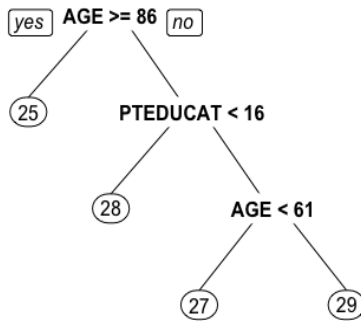 yes AGE >= 86 no
25 PTEDUCAT < 16
28 AGE < 61
27 29